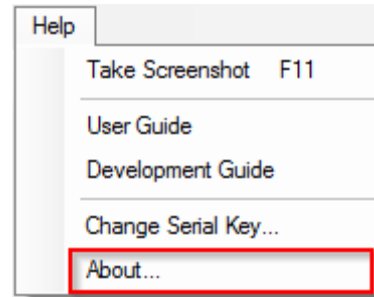 Help
Take Screenshot F11
User Guide
Development Guide
Change Serial Key...
About...